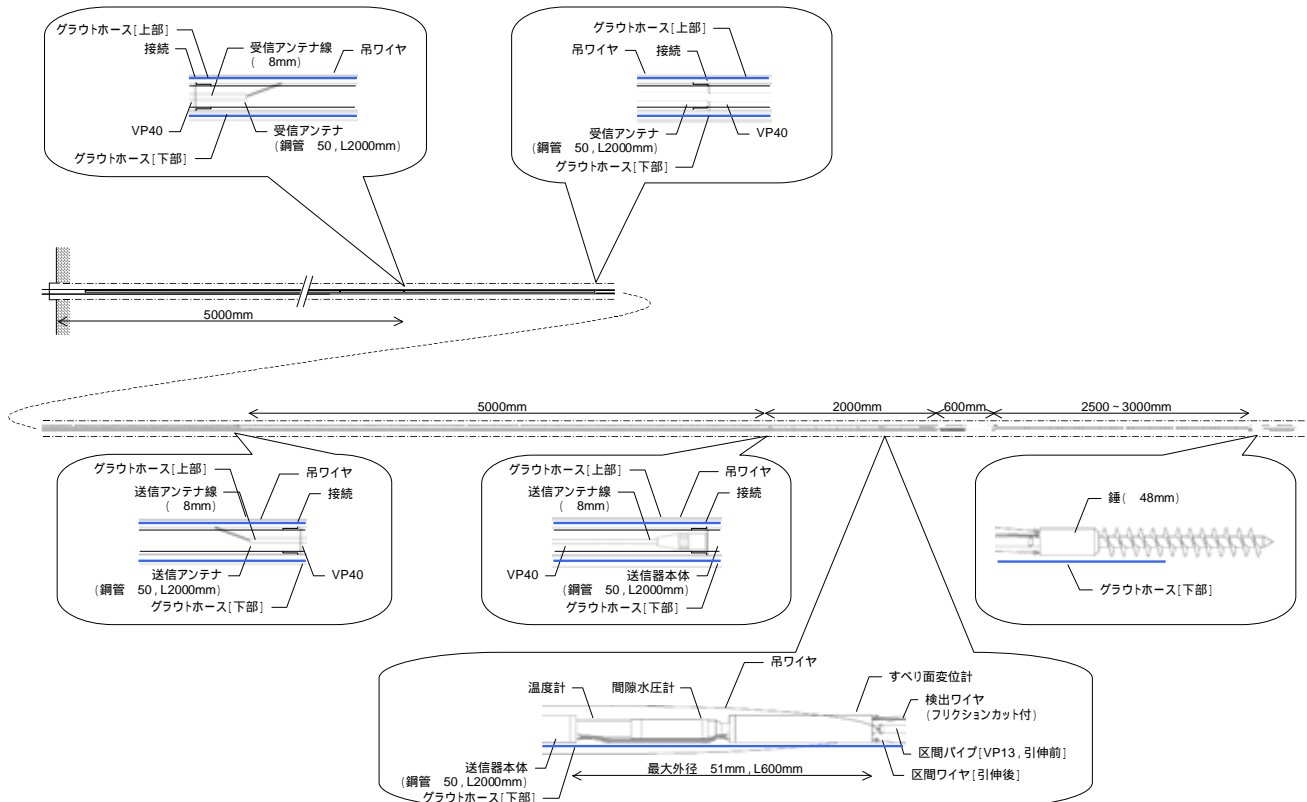 グラウトホース[上部]
接続
受信アンテナ線
( 8mm)
吊ワイヤ
VP40
受信アンテナ
(鋼管 50 , L2000mm)
グラウトホース[下部]
グラウトホース[上部]
吊ワイヤ
接続
受信アンテナ
(鋼管 50 , L2000mm)
VP40
グラウトホース[下部]
5000mm
5000mm
2000mm
600mm
2500 ~ 3000mm
グラウトホース[上部]
吊ワイヤ
送信アンテナ線
( 8mm)
接続
送信アンテナ
(鋼管 50 , L2000mm)
VP40
グラウトホース[下部]
グラウトホース[上部]
吊ワイヤ
送信アンテナ線
( 8mm)
接続
VP40
送信器本体
(鋼管 50 , L2000mm)
グラウトホース[下部]
錘( 48mm)
グラウトホース[下部]
吊ワイヤ
温度計
間隙水圧計
すべり面変位計
検出ワイヤ
(フリクションカット付)
区間パイプ[VP13 , 引伸前]
区間ワイヤ[引伸後]
送信器本体
(鋼管 50 , L2000mm)
最大外径 51mm , L600mm
グラウトホース[下部]